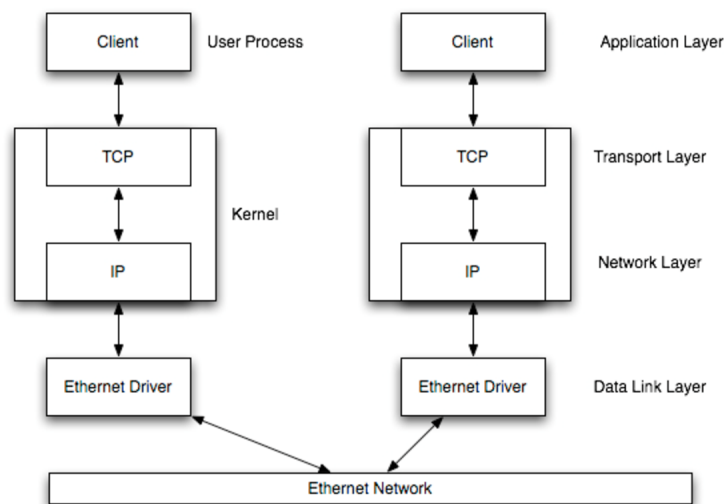 Client
User Process
Client
Application Layer
TCP
TCP
Transport Layer
Kernel
IP
IP
Network Layer
Ethernet Driver
Ethernet Driver
Data Link Layer
Ethernet Network